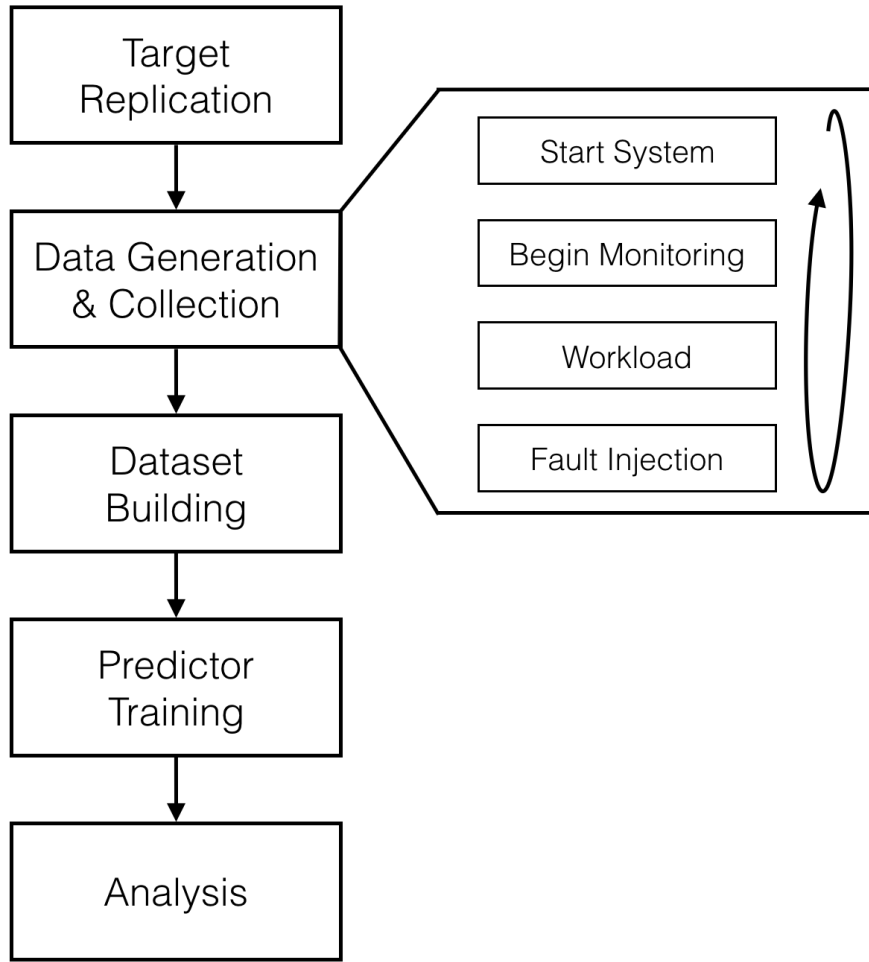 Target
Replication
Data Generation
& Collection
Dataset
Building
Predictor
Training
Analysis
Start System
Begin Monitoring
Workload
Fault Injection